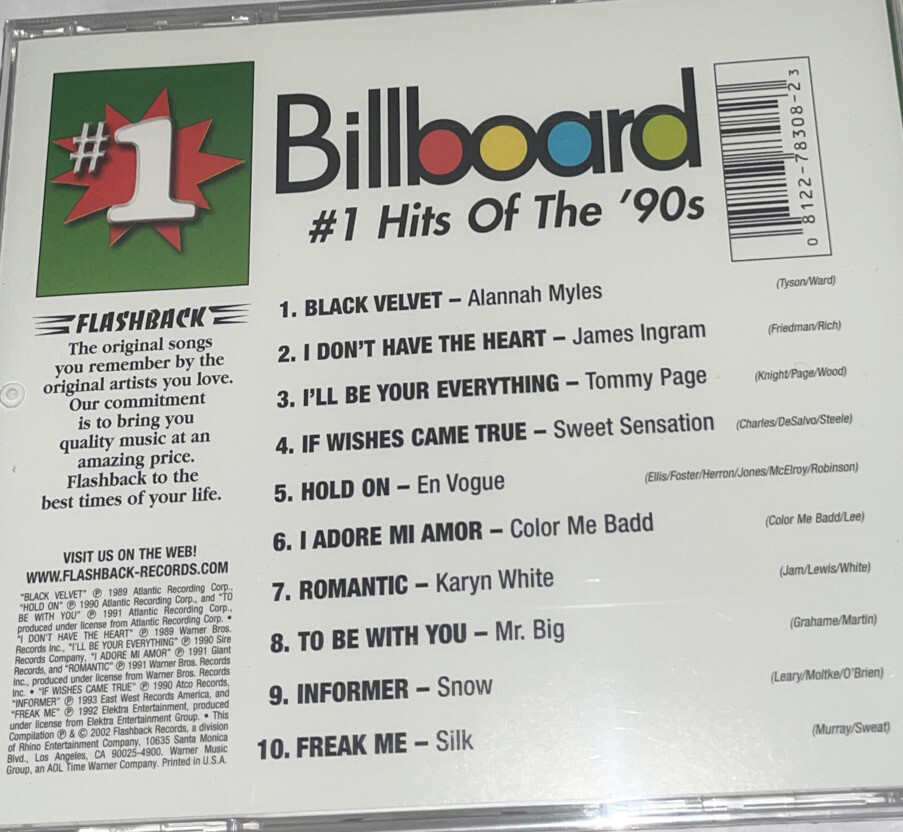 #1
Billboard
#1 Hits Of The '90s
0 8122-78308-2 3
FLASHBACK
The original songs
you remember by the
original artists you love.
Our commitment
is to bring you
quality music at an
amazing price.
Flashback to the
best times of your life.
VISIT US ON THE WEB!
WWW.FLASHBACK-RECORDS.COM
"BLACK VELVET" ℗ 1989 Atlantic Recording Corp.,
"HOLD ON" ℗ 1990 Atlantic Recording Corp., and "TO
BE WITH YOU" ℗ 1991 Atlantic Recording Corp.,
produced under license from Atlantic Recording Corp. •
"I DON'T HAVE THE HEART" ℗ 1989 Warner Bros.
Records Inc., "I'LL BE YOUR EVERYTHING" ℗ 1990 Sire
Records Company, "I ADORE MI AMOR" ℗ 1991 Giant
Records, and "ROMANTIC" ℗ 1991 Warner Bros. Records
Inc., produced under license from Warner Bros. Records
Inc. • "IF WISHES CAME TRUE" ℗ 1990 Atco Records,
"INFORMER" ℗ 1993 East West Records America, and
"FREAK ME" ℗ 1992 Elektra Entertainment, produced
under license from Elektra Entertainment Group. • This
Compilation ℗ & © 2002 Flashback Records, a division
of Rhino Entertainment Company, 10635 Santa Monica
Blvd., Los Angeles, CA 90025-4900. Warner Music
Group, an AOL Time Warner Company. Printed in U.S.A.
1. BLACK VELVET – Alannah Myles (Tyson/Ward)
2. I DON'T HAVE THE HEART – James Ingram (Friedman/Rich)
3. I'LL BE YOUR EVERYTHING – Tommy Page (Knight/Page/Wood)
4. IF WISHES CAME TRUE – Sweet Sensation (Charles/DeSalvo/Steele)
5. HOLD ON – En Vogue (Ellis/Foster/Herron/Jones/McElroy/Robinson)
6. I ADORE MI AMOR – Color Me Badd (Color Me Badd/Lee)
7. ROMANTIC – Karyn White (Jam/Lewis/White)
8. TO BE WITH YOU – Mr. Big (Grahame/Martin)
9. INFORMER – Snow (Leary/Moltke/O'Brien)
10. FREAK ME – Silk (Murray/Sweat)